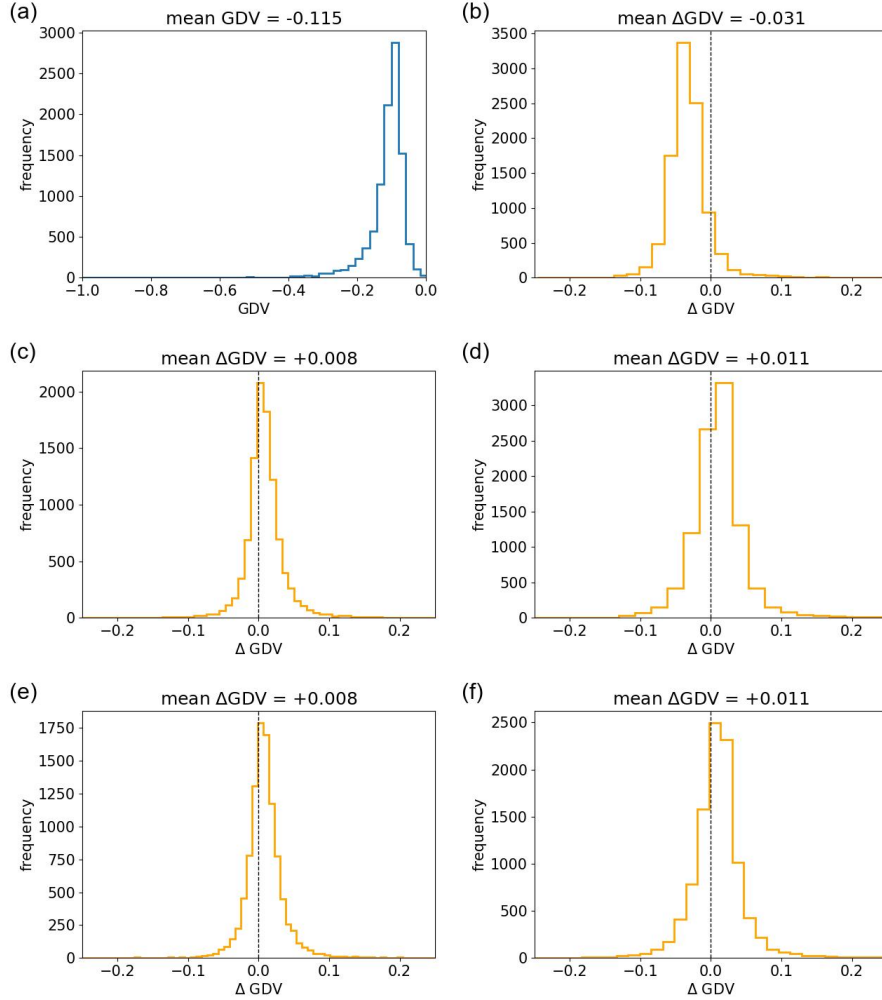 (a)
mean GDV = -0.115
3000
2500
2000
1500
1000
500
0
frequency
−1.0 −0.8 −0.6 −0.4 −0.2 0.0
GDV
(b)
mean ΔGDV = -0.031
3500
3000
2500
2000
1500
1000
500
0
frequency
−0.2 −0.1 0.0 0.1 0.2
Δ GDV
(c)
mean ΔGDV = +0.008
2000
1500
1000
500
0
frequency
−0.2 −0.1 0.0 0.1 0.2
Δ GDV
(d)
mean ΔGDV = +0.011
3000
2500
2000
1500
1000
500
0
frequency
−0.2 −0.1 0.0 0.1 0.2
Δ GDV
(e)
mean ΔGDV = +0.008
1750
1500
1250
1000
750
500
250
0
frequency
−0.2 −0.1 0.0 0.1 0.2
Δ GDV
(f)
mean ΔGDV = +0.011
2500
2000
1500
1000
500
0
frequency
−0.2 −0.1 0.0 0.1 0.2
Δ GDV